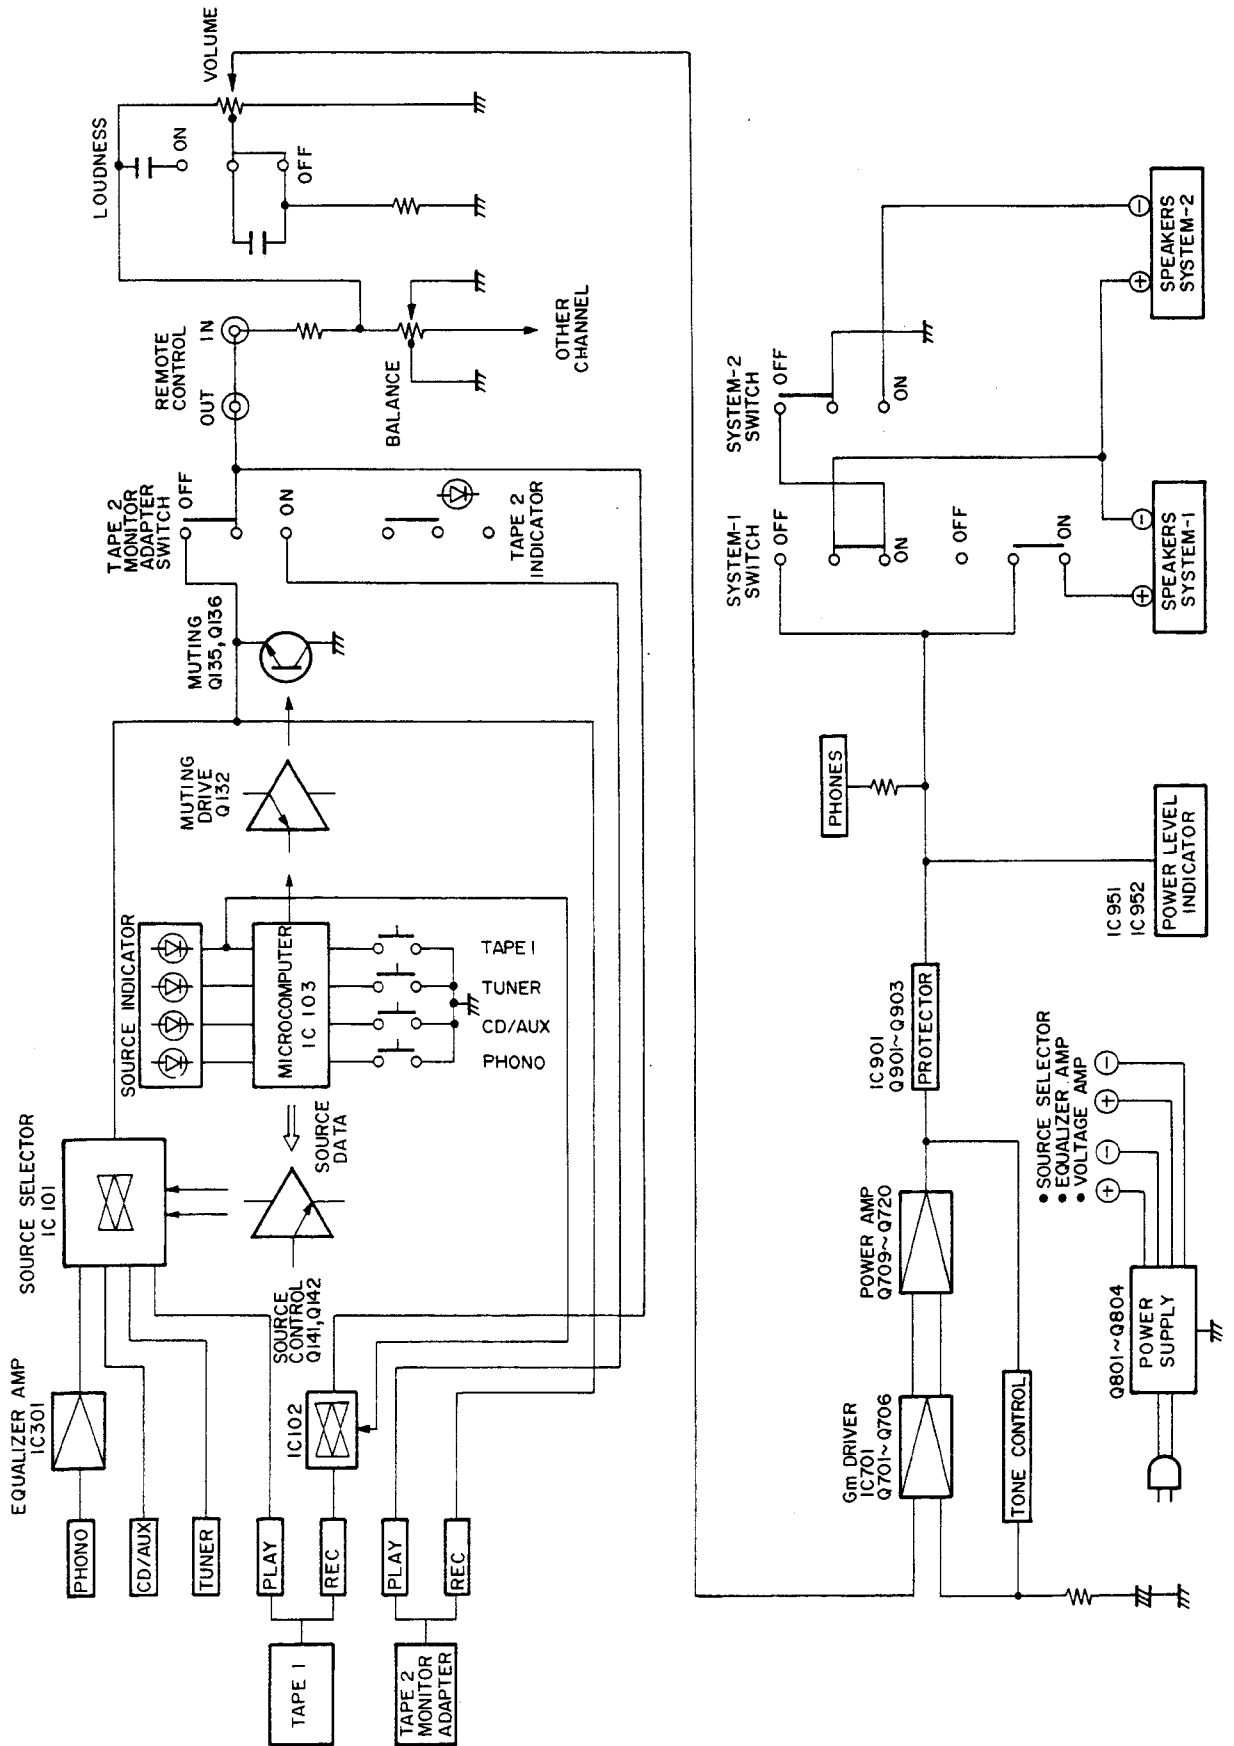 EQUALIZER AMP
IC301
SOURCE SELECTOR
IC101
PHONO
CD/AUX
TUNER
PLAY
REC
PLAY
REC
TAPE 1
TAPE 2
MONITOR
ADAPTER
IC102
SOURCE
CONTROL
Q141,Q142
SOURCE
DATA
SOURCE INDICATOR
MICROCOMPUTER
IC103
TAPE1
TUNER
CD/AUX
PHONO
MUTING
DRIVE
Q132
MUTING
Q135,Q136
TAPE 2
MONITOR
ADAPTER
SWITCH
OFF
ON
TAPE 2
INDICATOR
REMOTE
CONTROL
OUT
IN
BALANCE
OTHER
CHANNEL
LOUDNESS
ON
OFF
VOLUME
Gm DRIVER
IC701
Q701~Q706
POWER AMP
Q709~Q720
TONE CONTROL
IC901
Q901~Q903
PROTECTOR
PHONES
IC951
IC952
POWER LEVEL
INDICATOR
SYSTEM-1
SWITCH
OFF
ON
OFF
ON
SYSTEM-2
SWITCH
OFF
ON
+
-
SPEAKERS
SYSTEM-1
+
-
SPEAKERS
SYSTEM-2
Q801~Q804
POWER
SUPPLY
+
-
+
-
• SOURCE SELECTOR
• EQUALIZER AMP
• VOLTAGE AMP